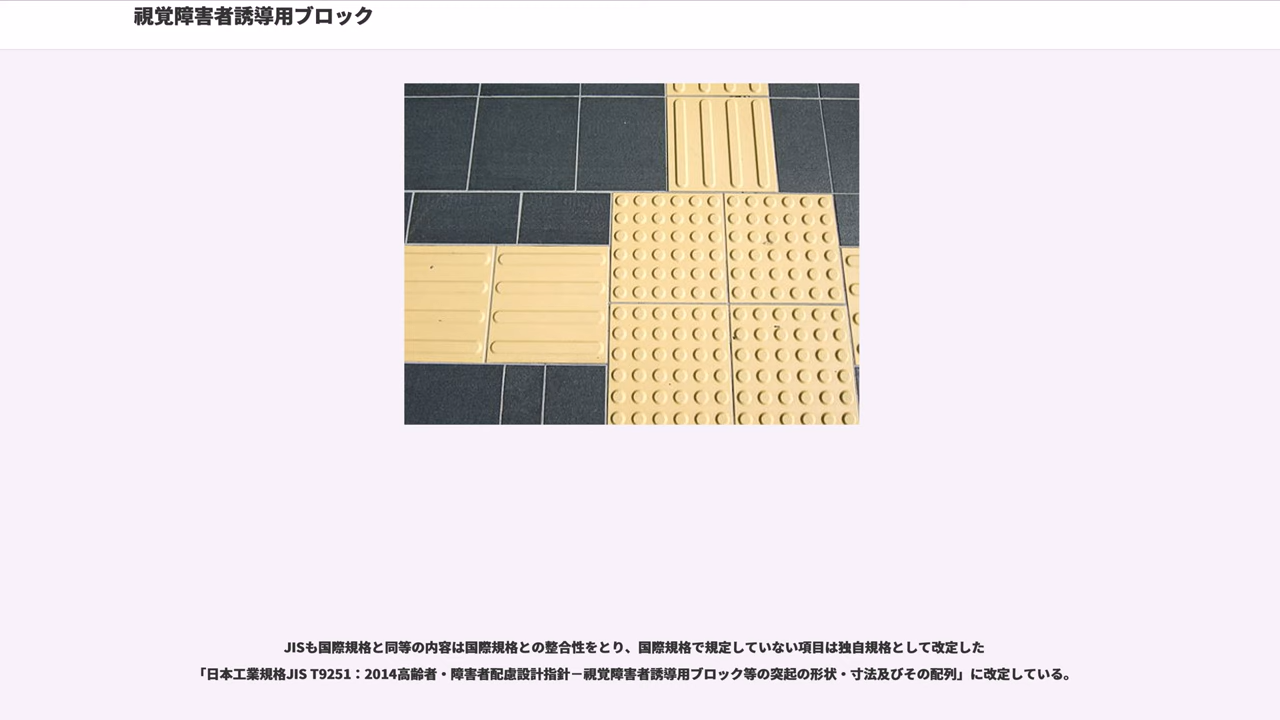 視覚障害者誘導用ブロック
JISも国際規格と同等の内容は国際規格との整合性をとり、国際規格で規定していない項目は独自規格として改定した
「日本工業規格JIS T9251：2014高齢者・障害者配慮設計指針－視覚障害者誘導用ブロック等の突起の形状・寸法及びその配列」に改定している。